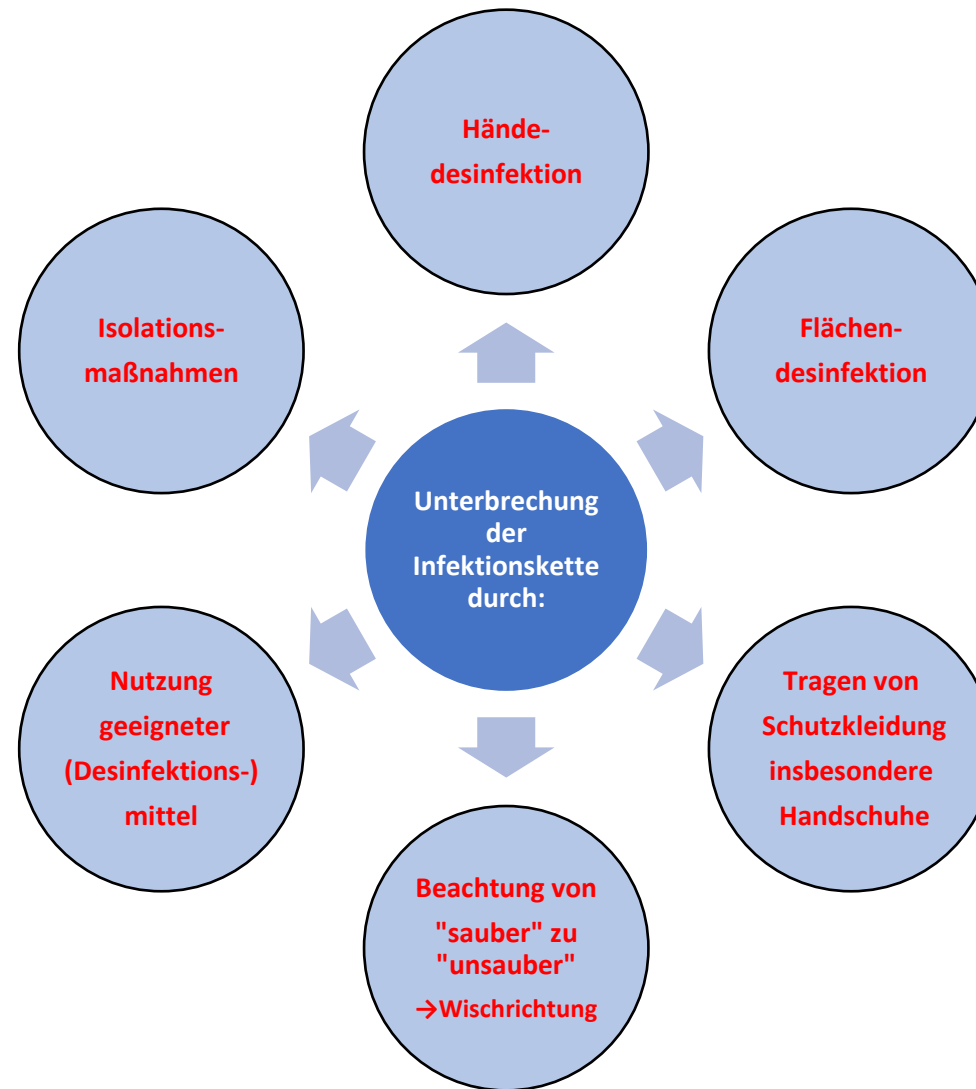 Hände-
desinfektion
Isolations-
maßnahmen
Flächen-
desinfektion
Unterbrechung
der
Infektionskette
durch:
Nutzung
geeigneter
(Desinfektions-)
mittel
Tragen von
Schutzkleidung
insbesondere
Handschuhe
Beachtung von
"sauber" zu
"unsauber"
→Wischrichtung